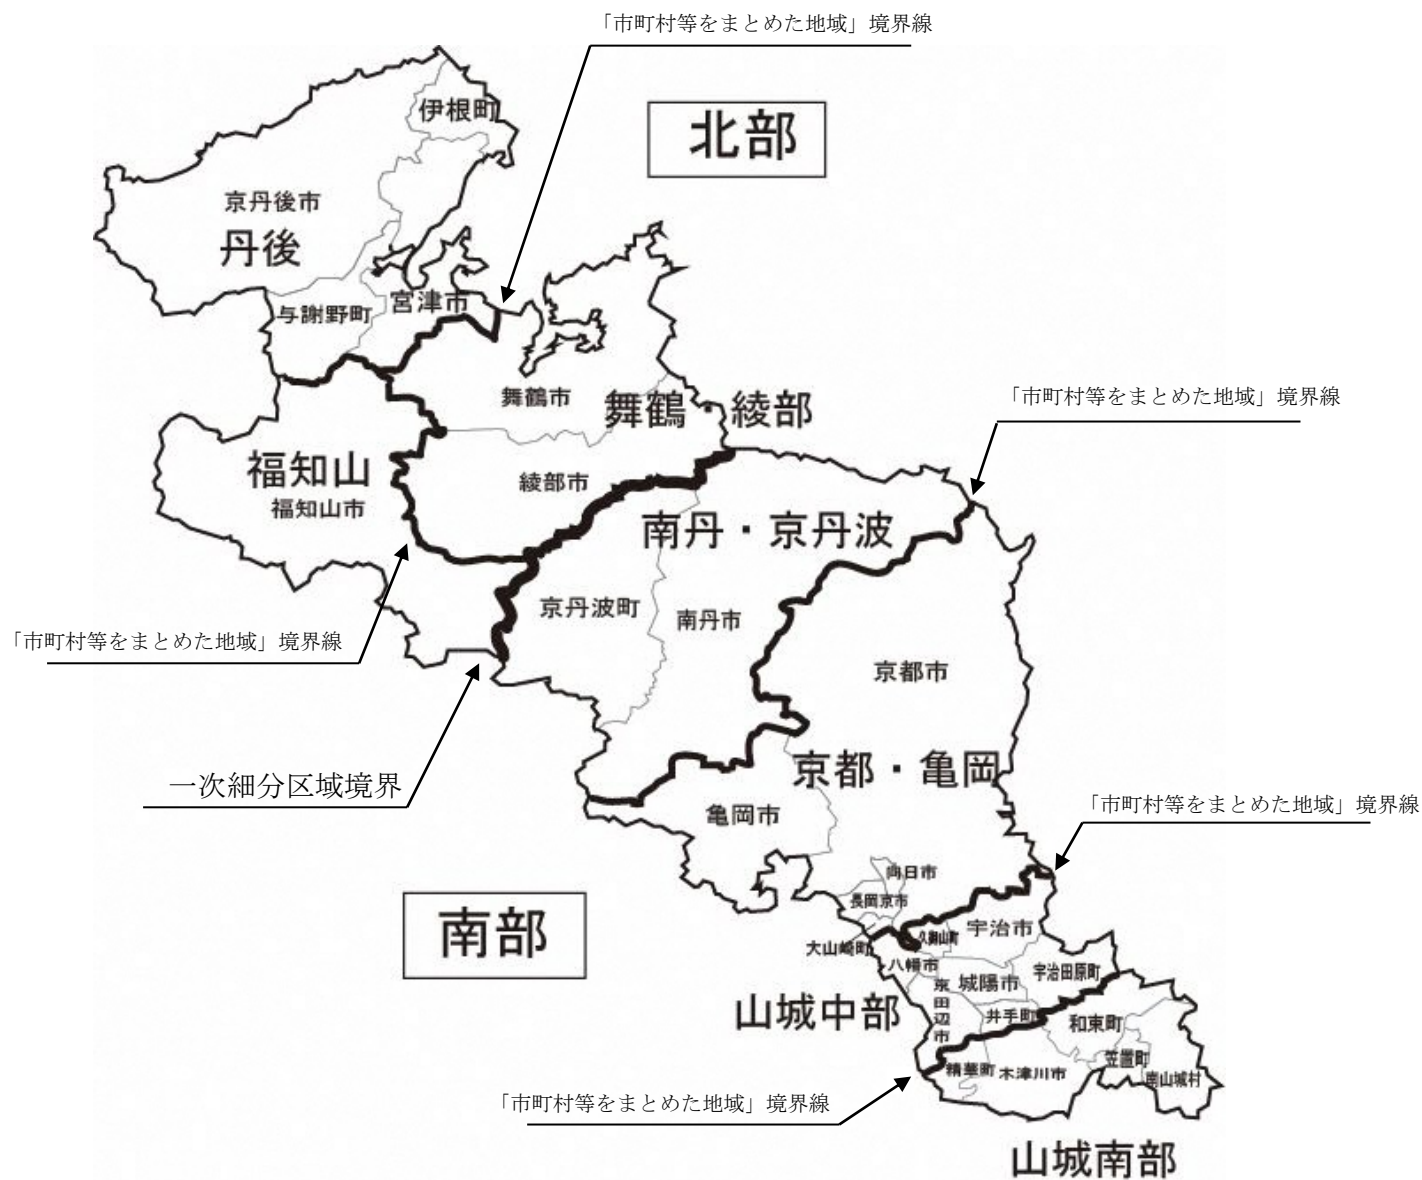 「市町村等をまとめた地域」境界線
伊根町
北部
京丹後市
丹後
与謝野町
宮津市
舞鶴市
舞鶴・綾部
「市町村等をまとめた地域」境界線
福知山
福知山市
綾部市
南丹・京丹波
京丹波町
南丹市
「市町村等をまとめた地域」境界線
京都市
一次細分区域境界
京都・亀岡
亀岡市
「市町村等をまとめた地域」境界線
向日市
長岡京市
南部
大山崎町
久御山町
宇治市
八幡市
城陽市
宇治田原町
京田辺市
山城中部
井手町
和束町
笠置町
精華町
木津川市
南山城村
「市町村等をまとめた地域」境界線
山城南部